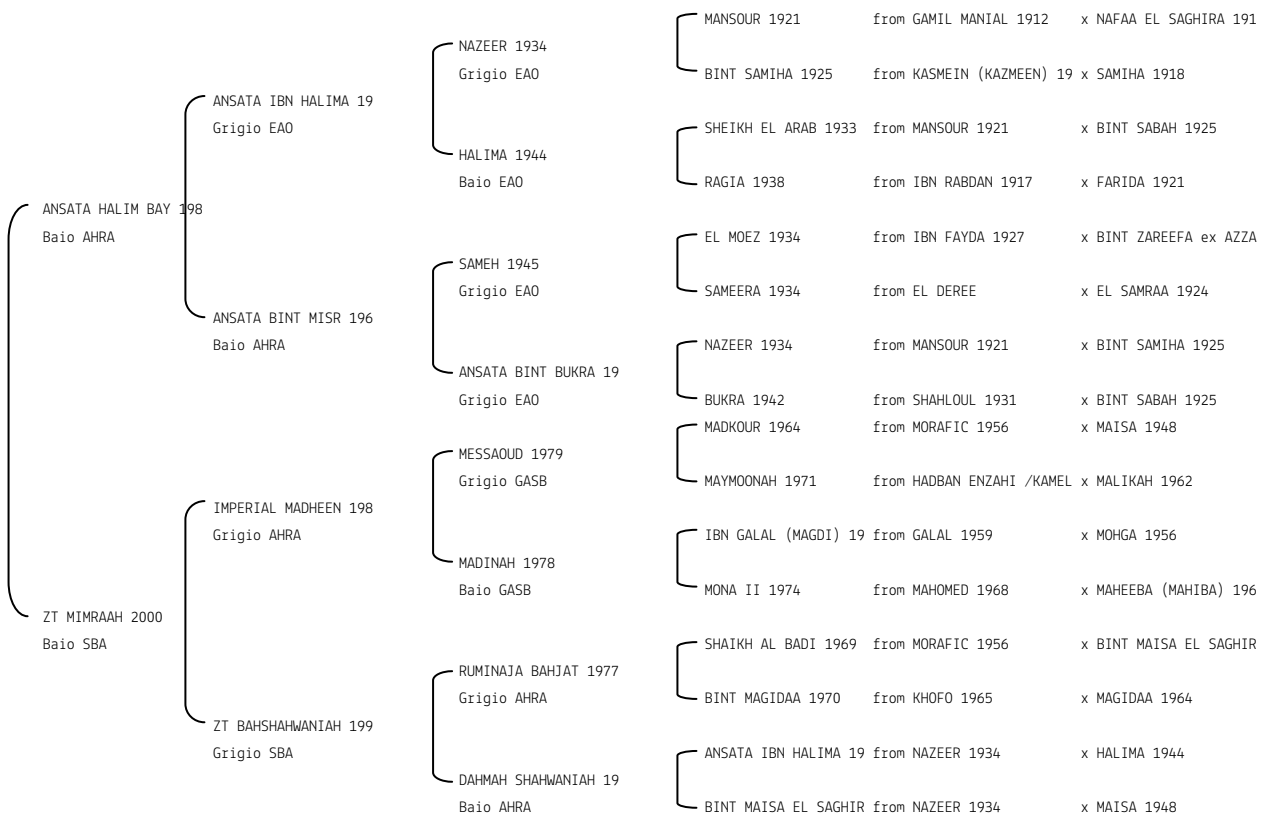 MANSOUR 1921 from GAMIL MANIAL 1912 x NAFAA EL SAGHIRA 191
NAZEER 1934
Grigio EAO BINT SAMIHA 1925 from KASMEIN (KAZMEEN) 19 x SAMIHA 1918
ANSATA IBN HALIMA 19
Grigio EAO SHEIKH EL ARAB 1933 from MANSOUR 1921 x BINT SABAH 1925
HALIMA 1944
Baio EAO RAGIA 1938 from IBN RABDAN 1917 x FARIDA 1921
ANSATA HALIM BAY 198
Baio AHRA EL MOEZ 1934 from IBN FAYDA 1927 x BINT ZAREEFA ex AZZA
SAMEH 1945
Grigio EAO SAMEERA 1934 from EL DEREE x EL SAMRAA 1924
ANSATA BINT MISR 196
Baio AHRA NAZEER 1934 from MANSOUR 1921 x BINT SAMIHA 1925
ANSATA BINT BUKRA 19
Grigio EAO BUKRA 1942 from SHAHLOUL 1931 x BINT SABAH 1925
MADKOUR 1964 from MORAFIC 1956 x MAISA 1948
MESSAOUD 1979
Grigio GASB MAYMOONAH 1971 from HADBAN ENZAHI /KAMEL x MALIKAH 1962
IMPERIAL MADHEEN 198
Grigio AHRA IBN GALAL (MAGDI) 19 from GALAL 1959 x MOHGA 1956
MADINAH 1978
Baio GASB MONA II 1974 from MAHOMED 1968 x MAHEEBA (MAHIBA) 196
ZT MIMRAAH 2000
Baio SBA SHAIKH AL BADI 1969 from MORAFIC 1956 x BINT MAISA EL SAGHIR
RUMINAJA BAHJAT 1977
Grigio AHRA BINT MAGIDAA 1970 from KHOFO 1965 x MAGIDAA 1964
ZT BAHSHAHWANIAH 199
Grigio SBA ANSATA IBN HALIMA 19 from NAZEER 1934 x HALIMA 1944
DAHMAH SHAHWANIAH 19
Baio AHRA BINT MAISA EL SAGHIR from NAZEER 1934 x MAISA 1948